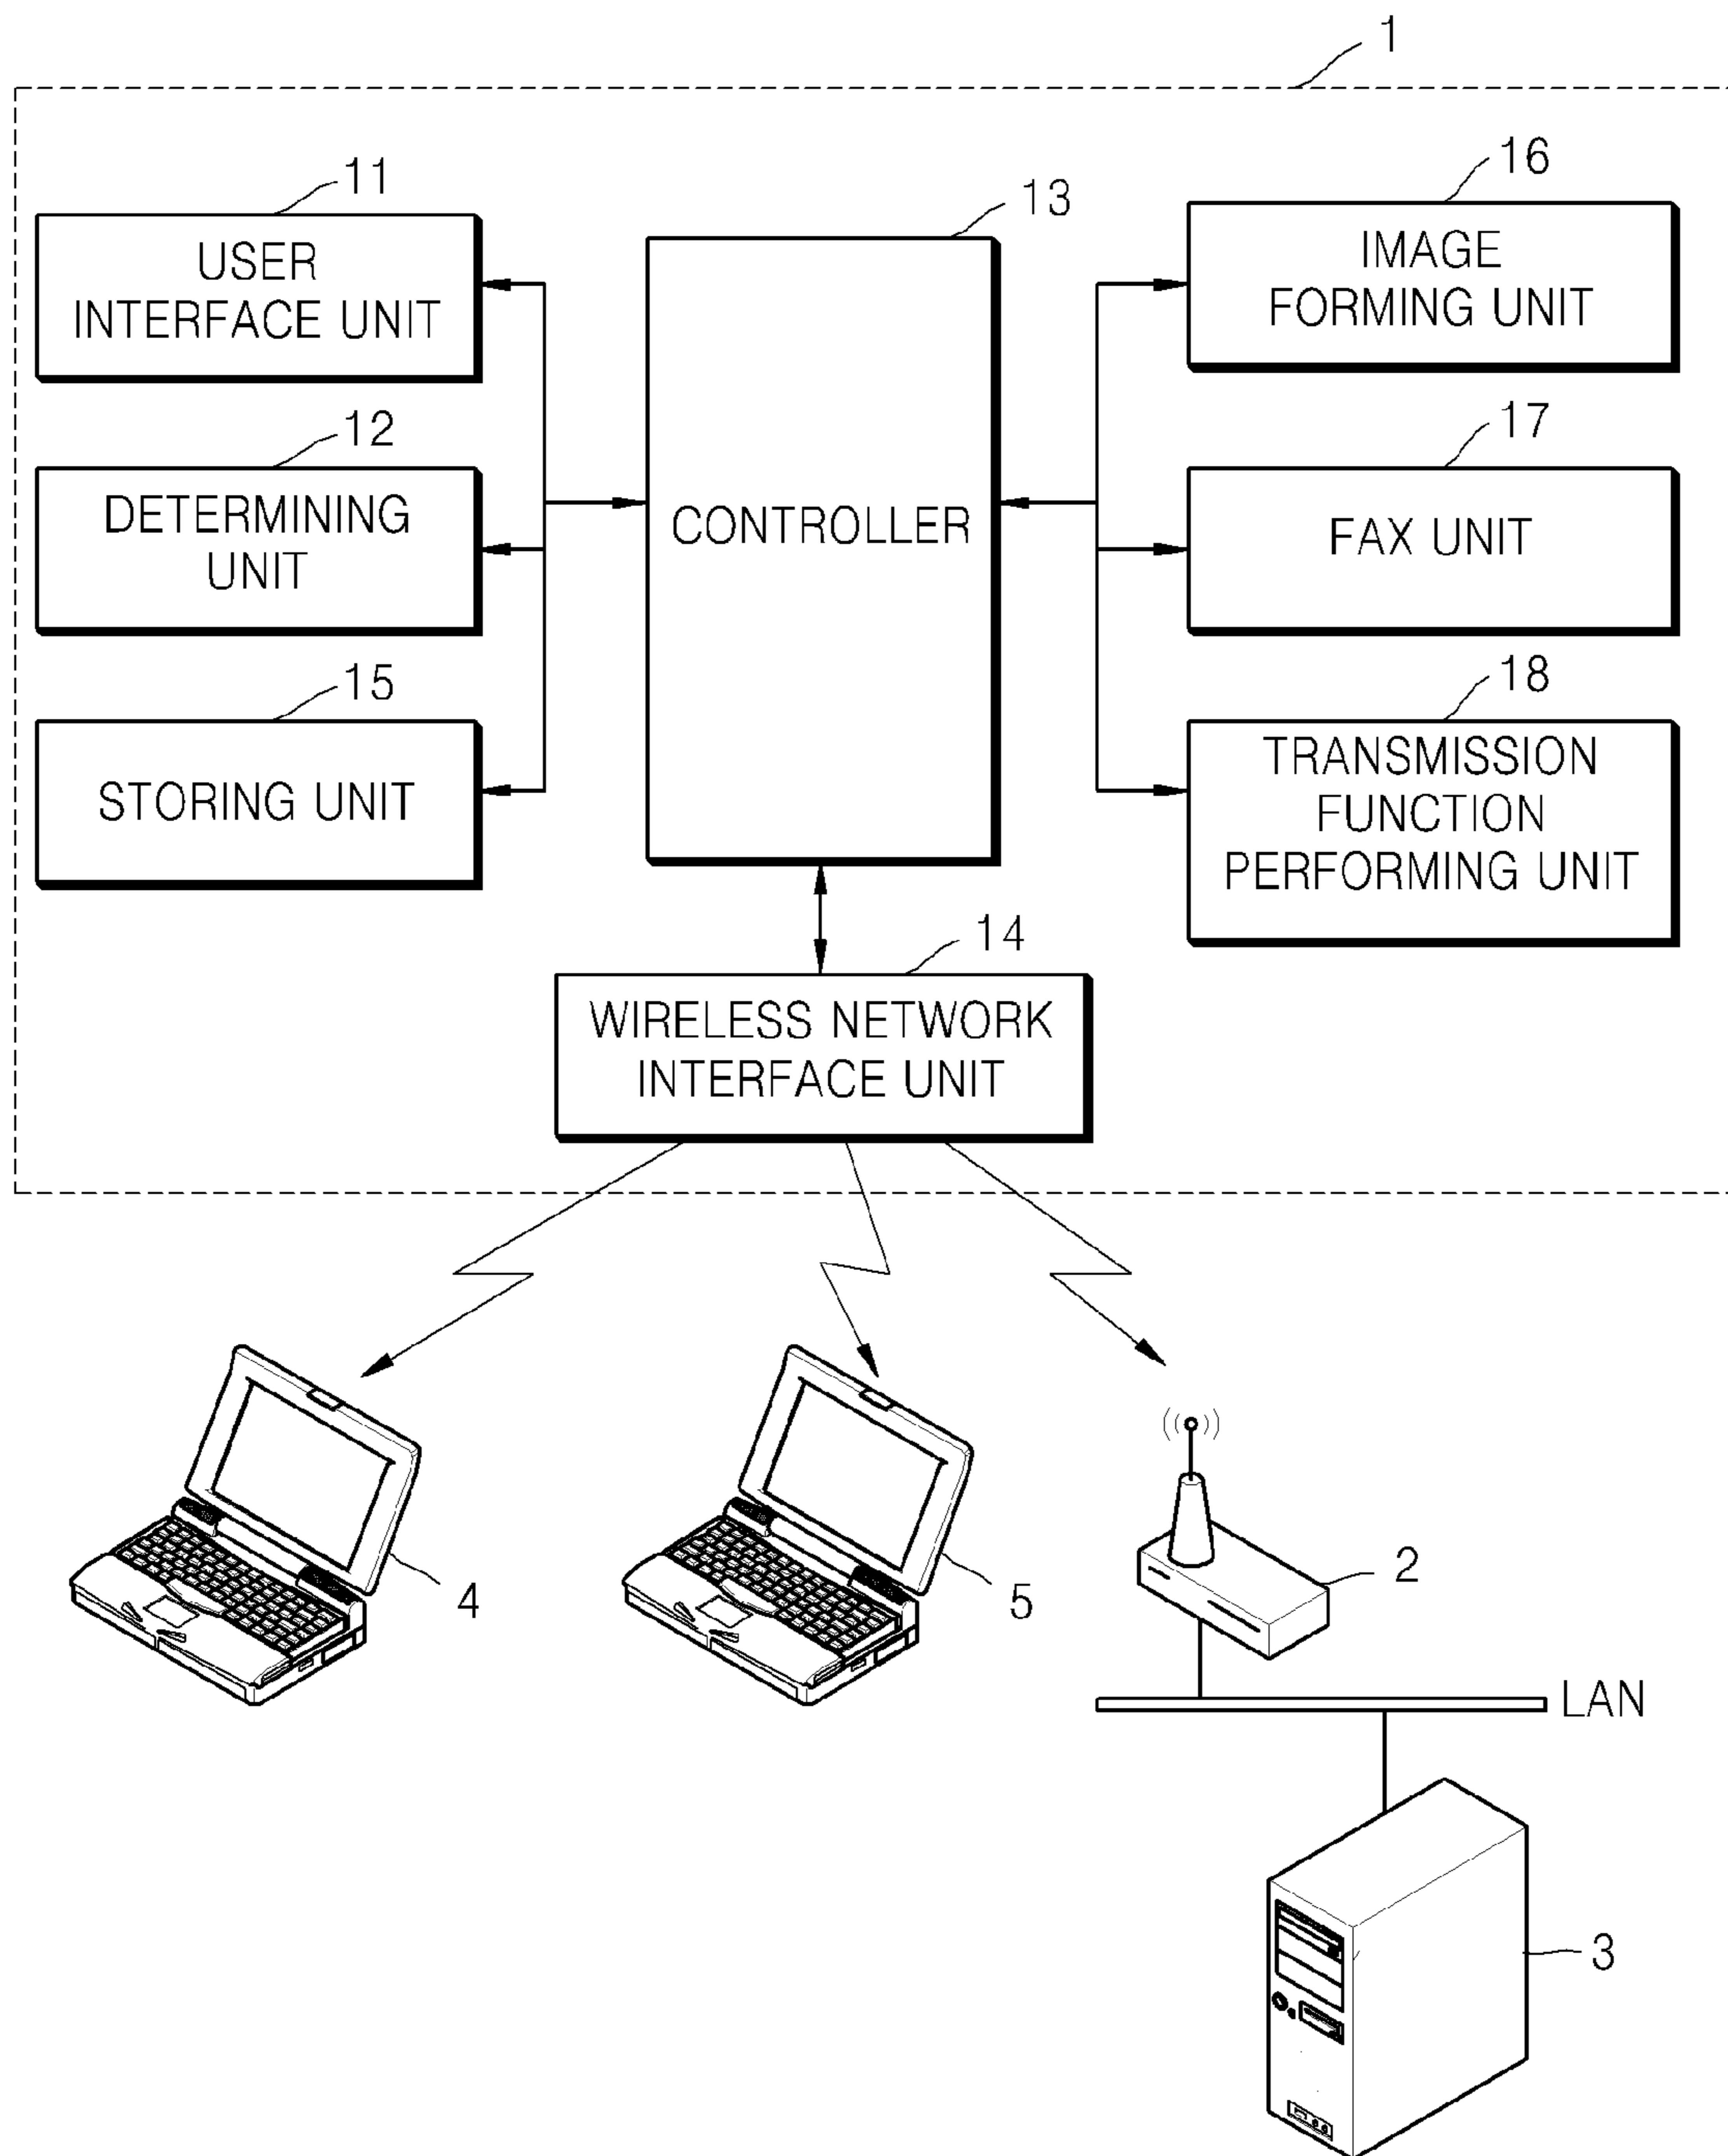 1
11
USER
INTERFACE UNIT
12
DETERMINING
UNIT
15
STORING UNIT
13
CONTROLLER
16
IMAGE
FORMING UNIT
17
FAX UNIT
18
TRANSMISSION
FUNCTION
PERFORMING UNIT
14
WIRELESS NETWORK
INTERFACE UNIT
4
5
2
LAN
3